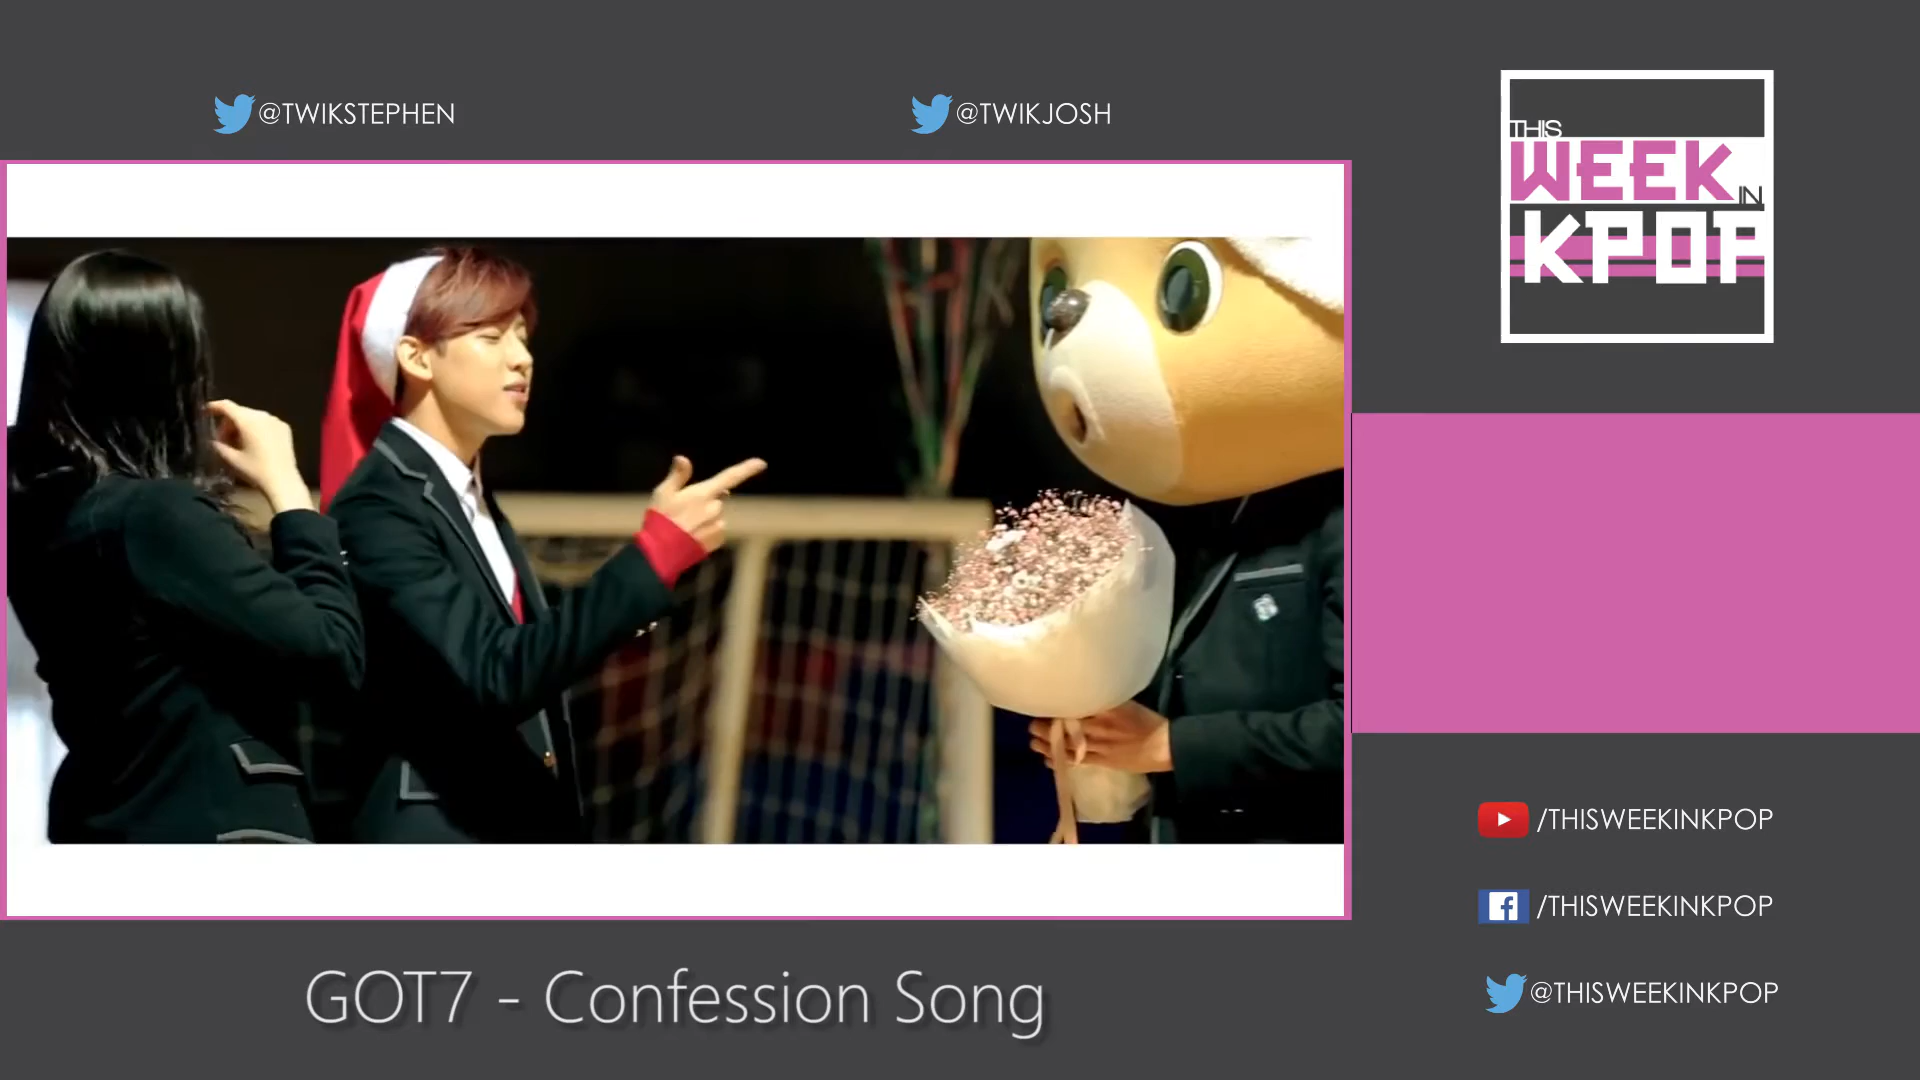 @TWIKSTEPHEN
@TWIKJOSH
THIS
WEEK
IN
KPOP
/THISWEEKINKPOP
/THISWEEKINKPOP
@THISWEEKINKPOP
GOT7 - Confession Song